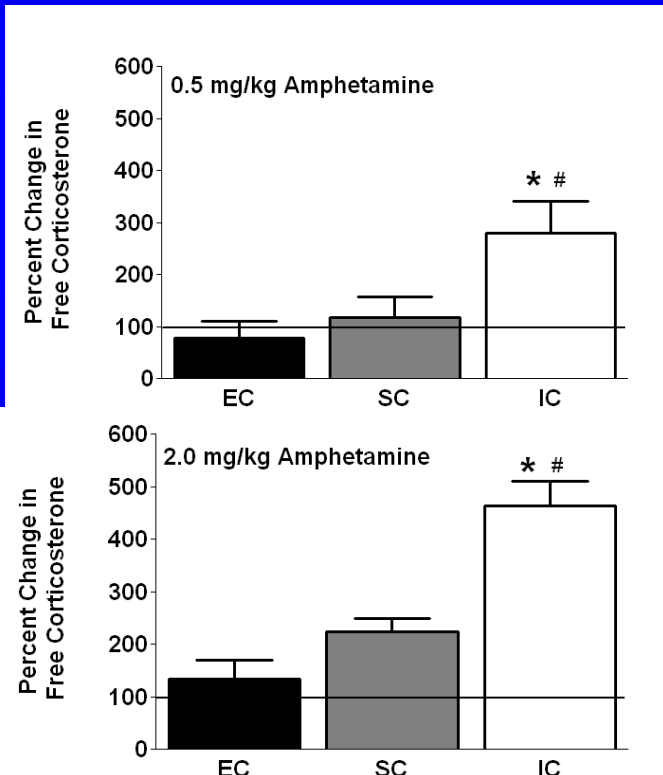 600
0.5 mg/kg Amphetamine
500
400
* #
300
200
100
0
Percent Change in
Free Corticosterone
EC SC IC
600
2.0 mg/kg Amphetamine
* #
500
400
300
200
100
0
Percent Change in
Free Corticosterone
EC SC IC